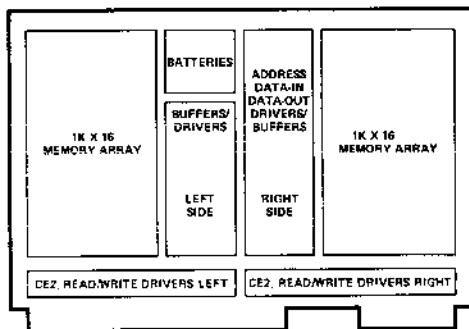 1K X 16
MEMORY ARRAY
BATTERIES
BUFFERS/
DRIVERS
LEFT
SIDE
ADDRESS
DATA-IN
DATA-OUT
DRIVERS/
BUFFERS
RIGHT
SIDE
1K X 16
MEMORY ARRAY
CE2, READ/WRITE DRIVERS LEFT
CE2, READ/WRITE DRIVERS RIGHT